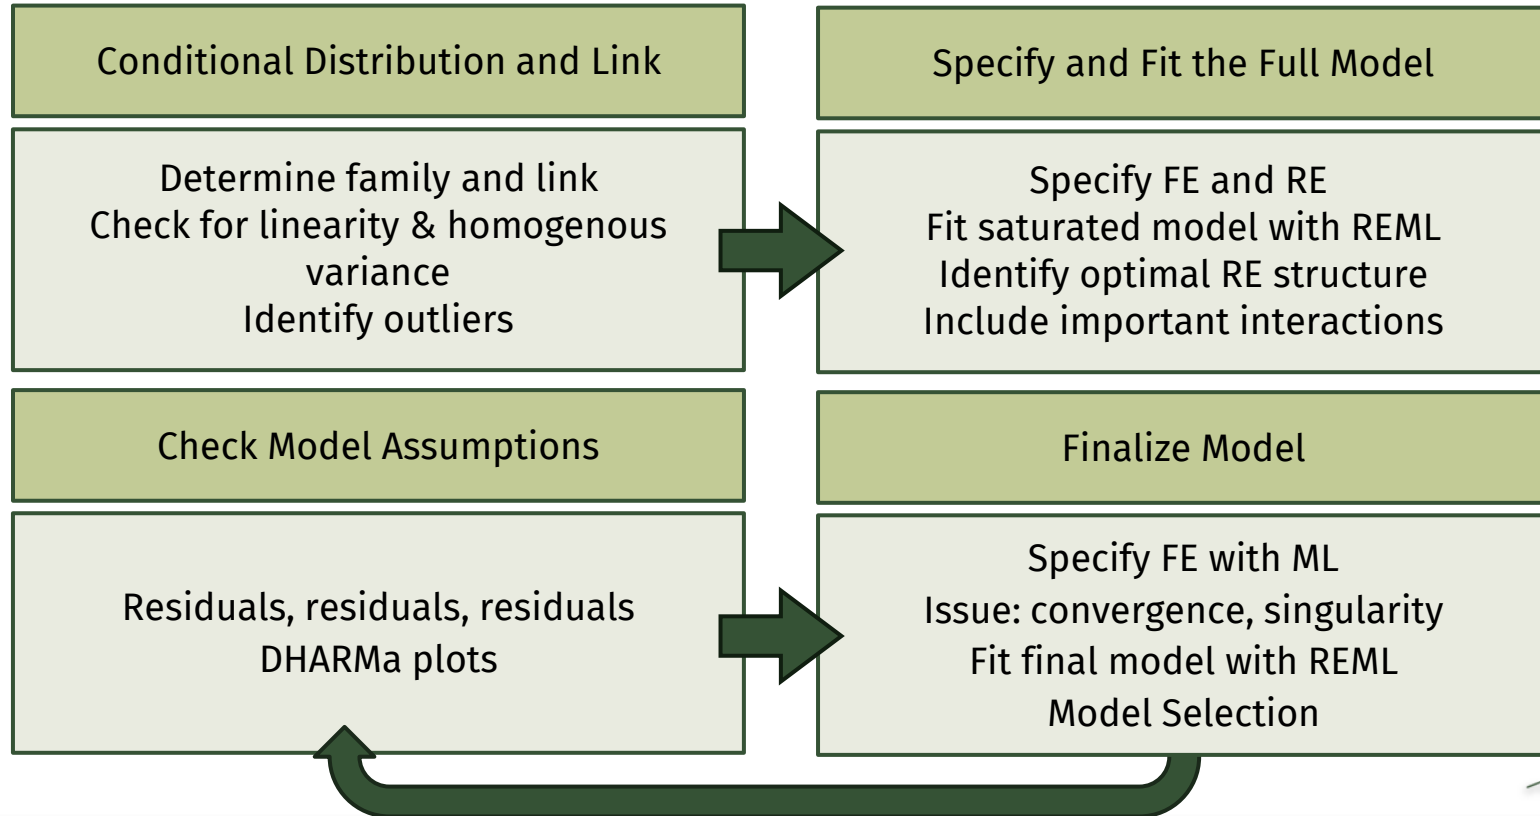 Conditional Distribution and Link
Determine family and link
Check for linearity & homogenous
variance
Identify outliers
Specify and Fit the Full Model
Specify FE and RE
Fit saturated model with REML
Identify optimal RE structure
Include important interactions
Check Model Assumptions
Residuals, residuals, residuals
DHARMa plots
Finalize Model
Specify FE with ML
Issue: convergence, singularity
Fit final model with REML
Model Selection